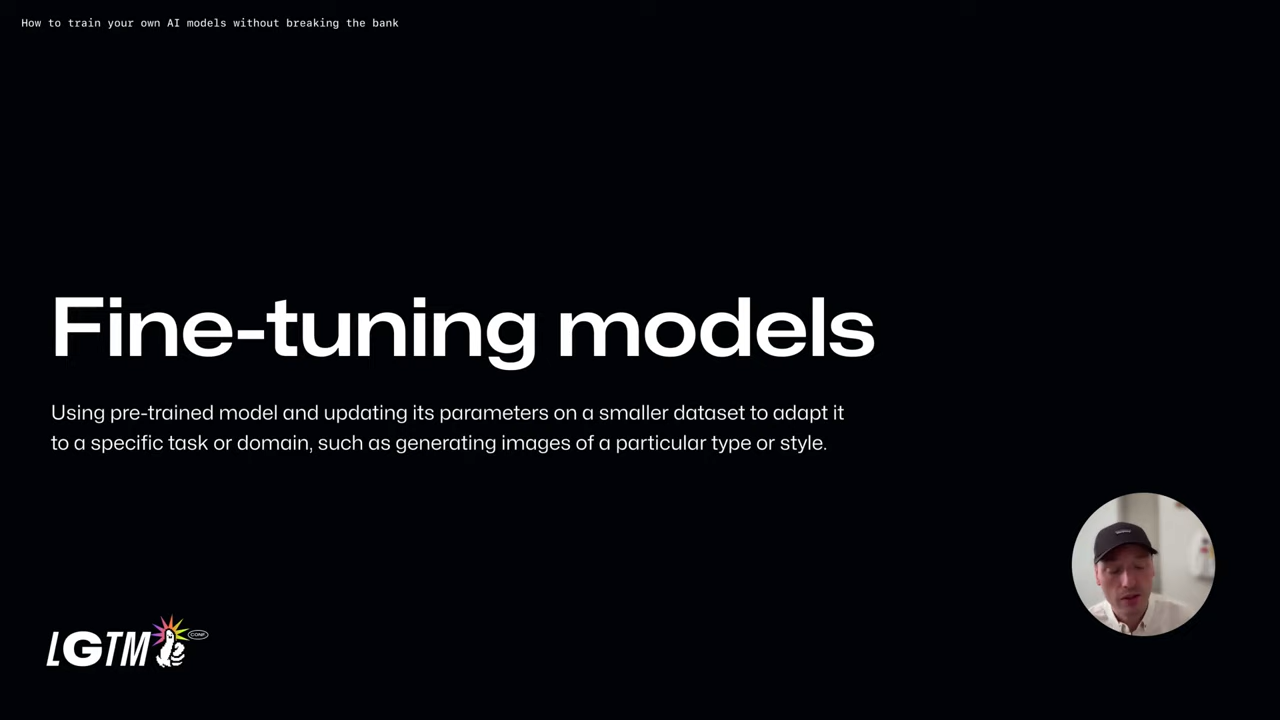 How to train your own AI models without breaking the bank
Fine-tuning models
Using pre-trained model and updating its parameters on a smaller dataset to adapt it
to a specific task or domain, such as generating images of a particular type or style.
LGTM
CONF